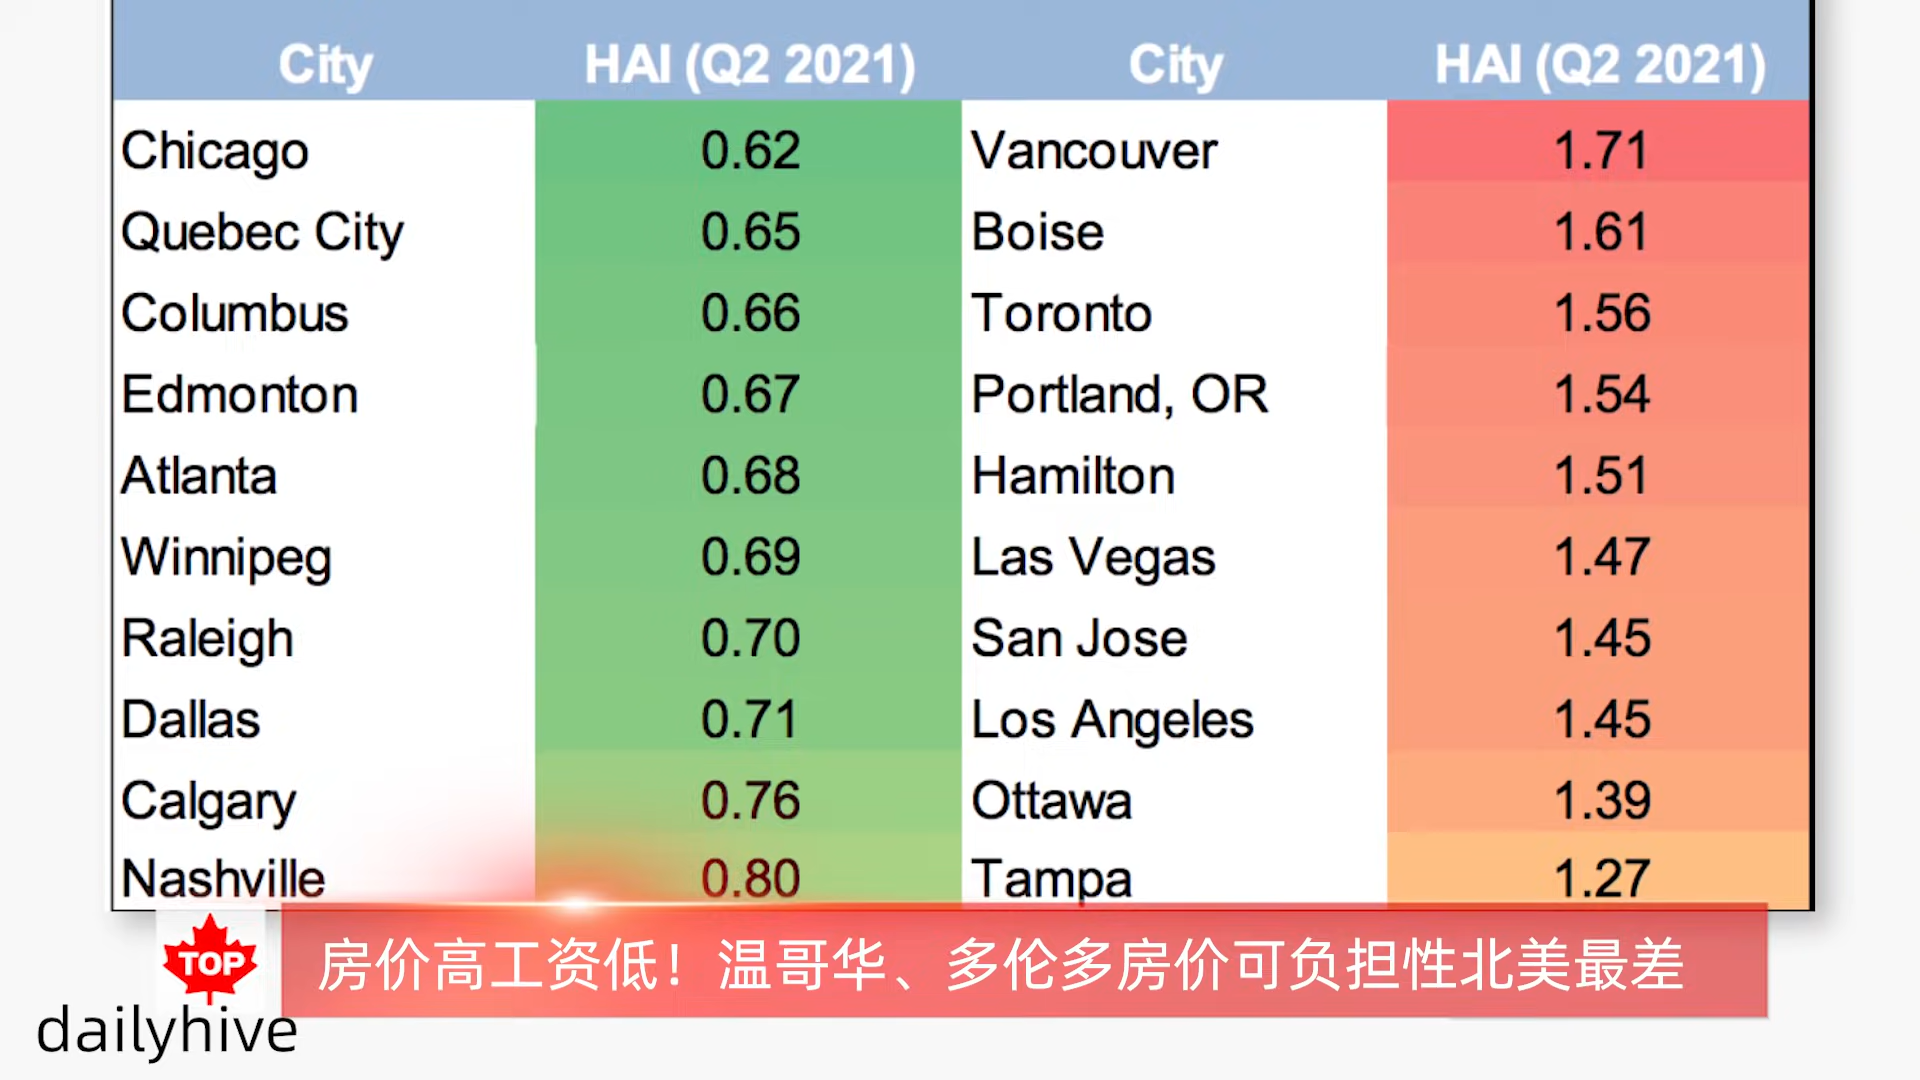 City HAI (Q2 2021) City HAI (Q2 2021)
Chicago 0.62 Vancouver 1.71
Quebec City 0.65 Boise 1.61
Columbus 0.66 Toronto 1.56
Edmonton 0.67 Portland, OR 1.54
Atlanta 0.68 Hamilton 1.51
Winnipeg 0.69 Las Vegas 1.47
Raleigh 0.70 San Jose 1.45
Dallas 0.71 Los Angeles 1.45
Calgary 0.76 Ottawa 1.39
Nashville 0.80 Tampa 1.27
TOP 房价高工资低！温哥华、多伦多房价可负担性北美最差
dailyhive